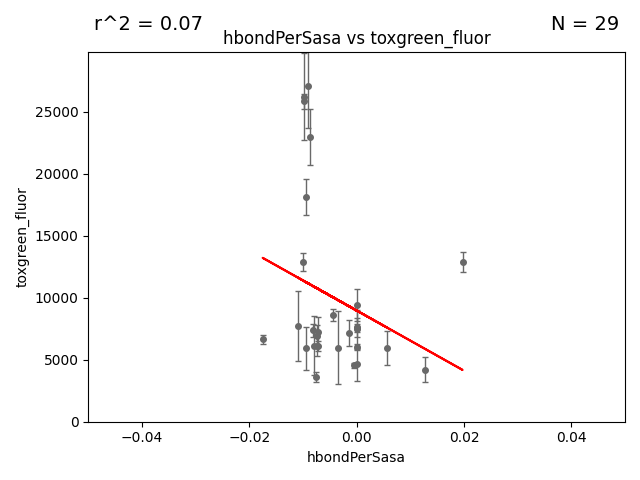 r^2 = 0.07
N = 29
hbondPerSasa vs toxgreen_fluor
25000
20000
15000
10000
5000
0
toxgreen_fluor
−0.04
−0.02
0.00
0.02
0.04
hbondPerSasa